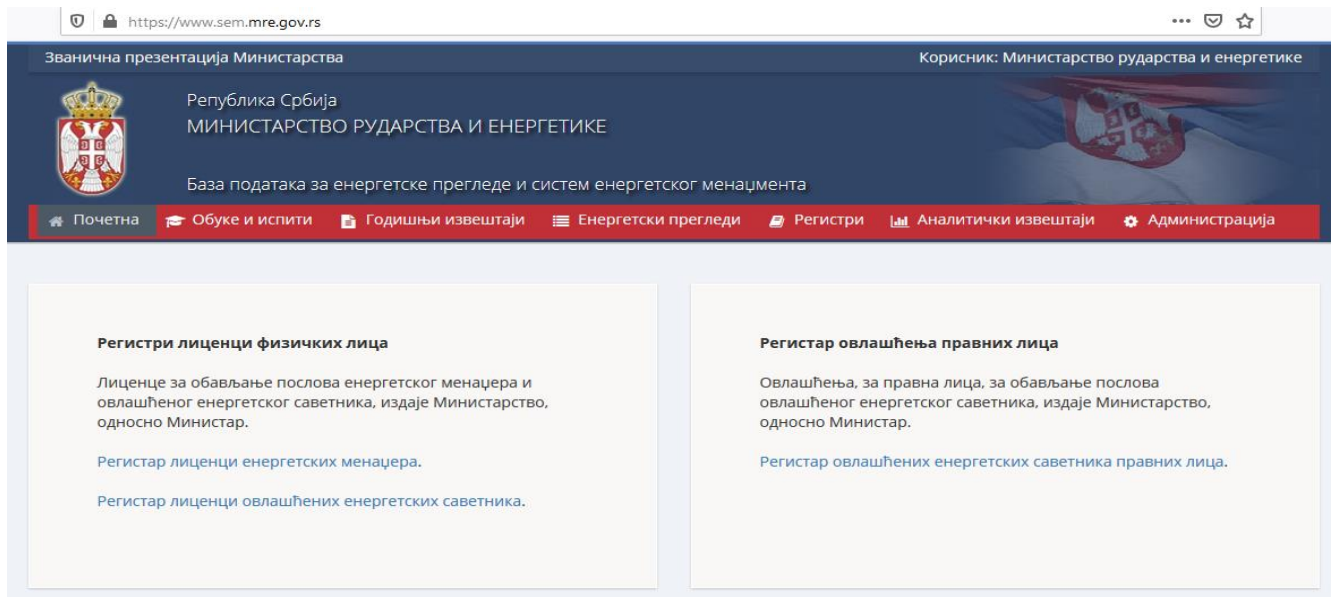 https://www.sem.mre.gov.rs
Званична презентација Министарства
Корисник: Министарство рударства и енергетике
Република Србија
МИНИСТАРСТВО РУДАРСТВА И ЕНЕРГЕТИКЕ
База података за енергетске прегледе и систем енергетског менаџмента
Почетна Обуке и испити Годишњи извештаји Енергетски прегледи Регистри Аналитички извештаји Администрација
Регистри лиценци физичких лица
Лиценце за обављање послова енергетског менаџера и
овлашћеног енергетског саветника, издаје Министарство,
односно Министар.
Регистар лиценци енергетских менаџера.
Регистар лиценци овлашћених енергетских саветника.
Регистар овлашћења правних лица
Овлашћења, за правна лица, за обављање послова
овлашћеног енергетског саветника, издаје Министарство,
односно Министар.
Регистар овлашћених енергетских саветника правних лица.